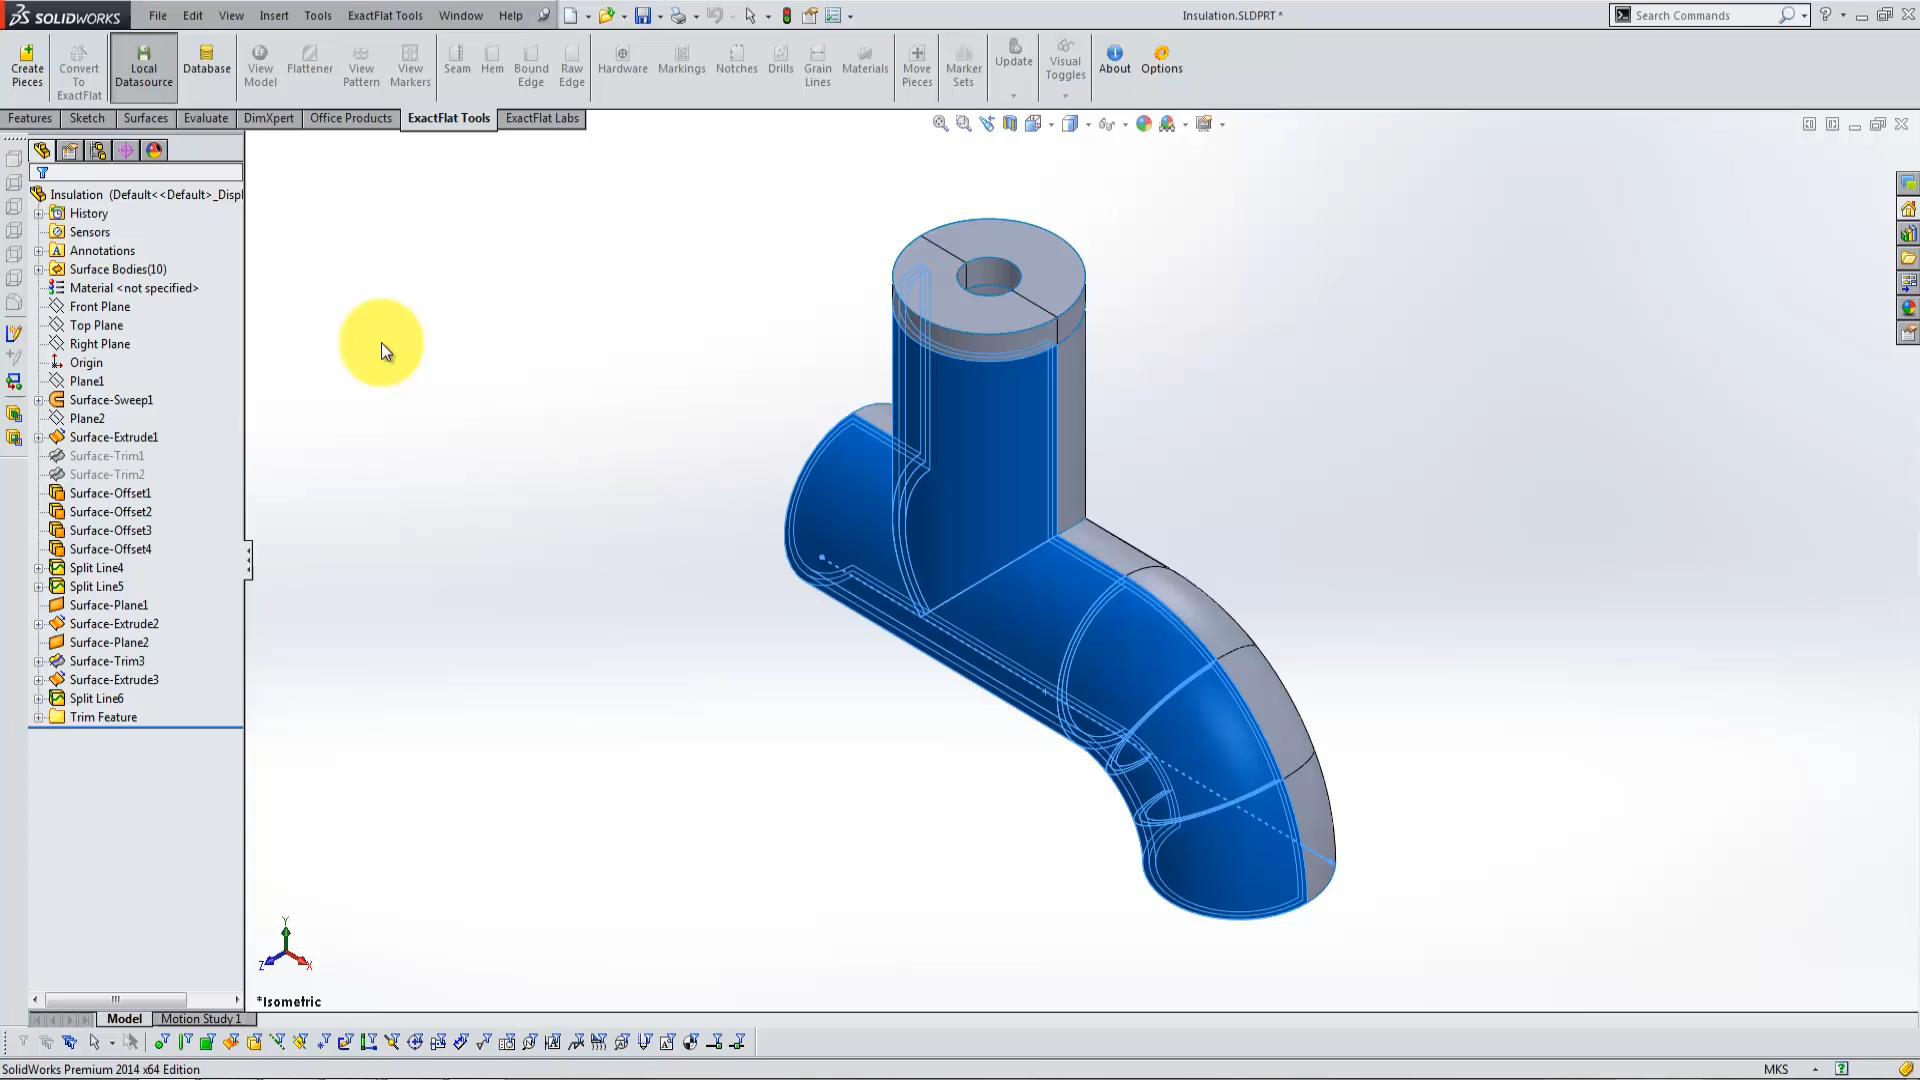 SOLIDWORKS File Edit View Insert Tools ExactFlat Tools Window Help Insulation.SLDPRT * Search Commands
Create Pieces
Convert To ExactFlat
Local Datasource
Database
View Model
Flattener
View Pattern
View Markers
Seam
Hem
Bound Edge
Raw Edge
Hardware
Markings
Notches
Drills
Grain Lines
Materials
Move Pieces
Marker Sets
Update
Visual Toggles
About
Options
Features Sketch Surfaces Evaluate DimXpert Office Products ExactFlat Tools ExactFlat Labs
Insulation (Default<<Default>_Displ
History
Sensors
Annotations
Surface Bodies(10)
Material <not specified>
Front Plane
Top Plane
Right Plane
Origin
Plane1
Surface-Sweep1
Plane2
Surface-Extrude1
Surface-Trim1
Surface-Trim2
Surface-Offset1
Surface-Offset2
Surface-Offset3
Surface-Offset4
Split Line4
Split Line5
Surface-Plane1
Surface-Extrude2
Surface-Plane2
Surface-Trim3
Surface-Extrude3
Split Line6
Trim Feature
Y
Z X
*Isometric
Model Motion Study 1
SolidWorks Premium 2014 x64 Edition MKS